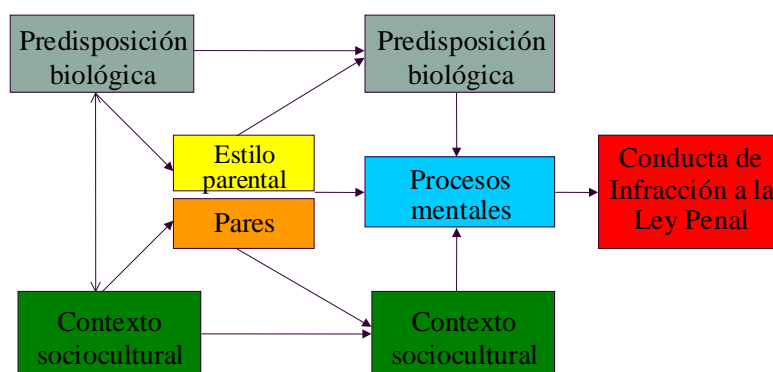 Predisposición
biológica
Predisposición
biológica
Estilo
parental
Pares
Procesos
mentales
Conducta de
Infracción a la
Ley Penal
Contexto
sociocultural
Contexto
sociocultural